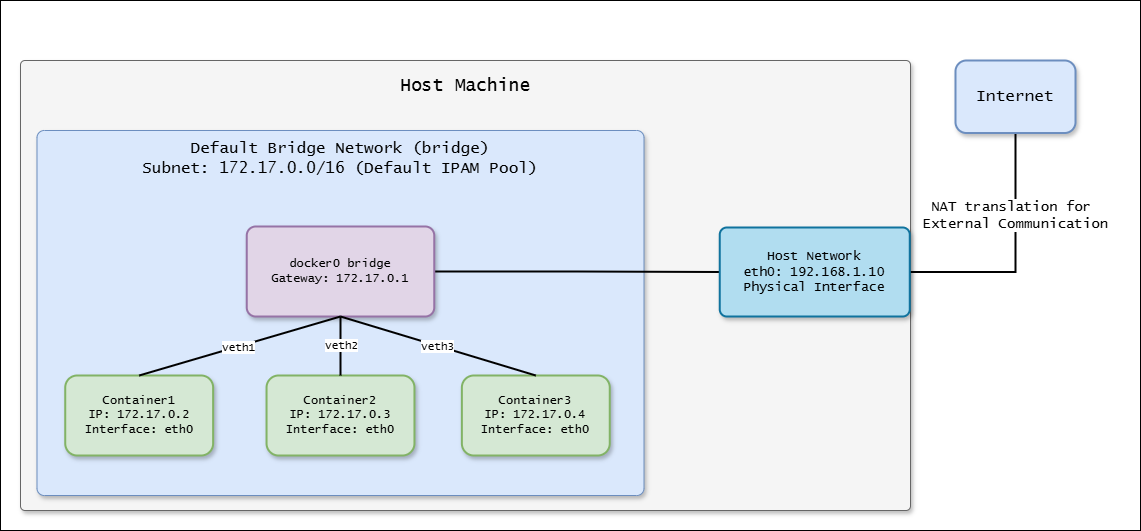 Host Machine
Internet
Default Bridge Network (bridge)
Subnet: 172.17.0.0/16 (Default IPAM Pool)
NAT translation for
External Communication
docker0 bridge
Gateway: 172.17.0.1
Host Network
eth0: 192.168.1.10
Physical Interface
veth1
veth2
veth3
Container1
IP: 172.17.0.2
Interface: eth0
Container2
IP: 172.17.0.3
Interface: eth0
Container3
IP: 172.17.0.4
Interface: eth0